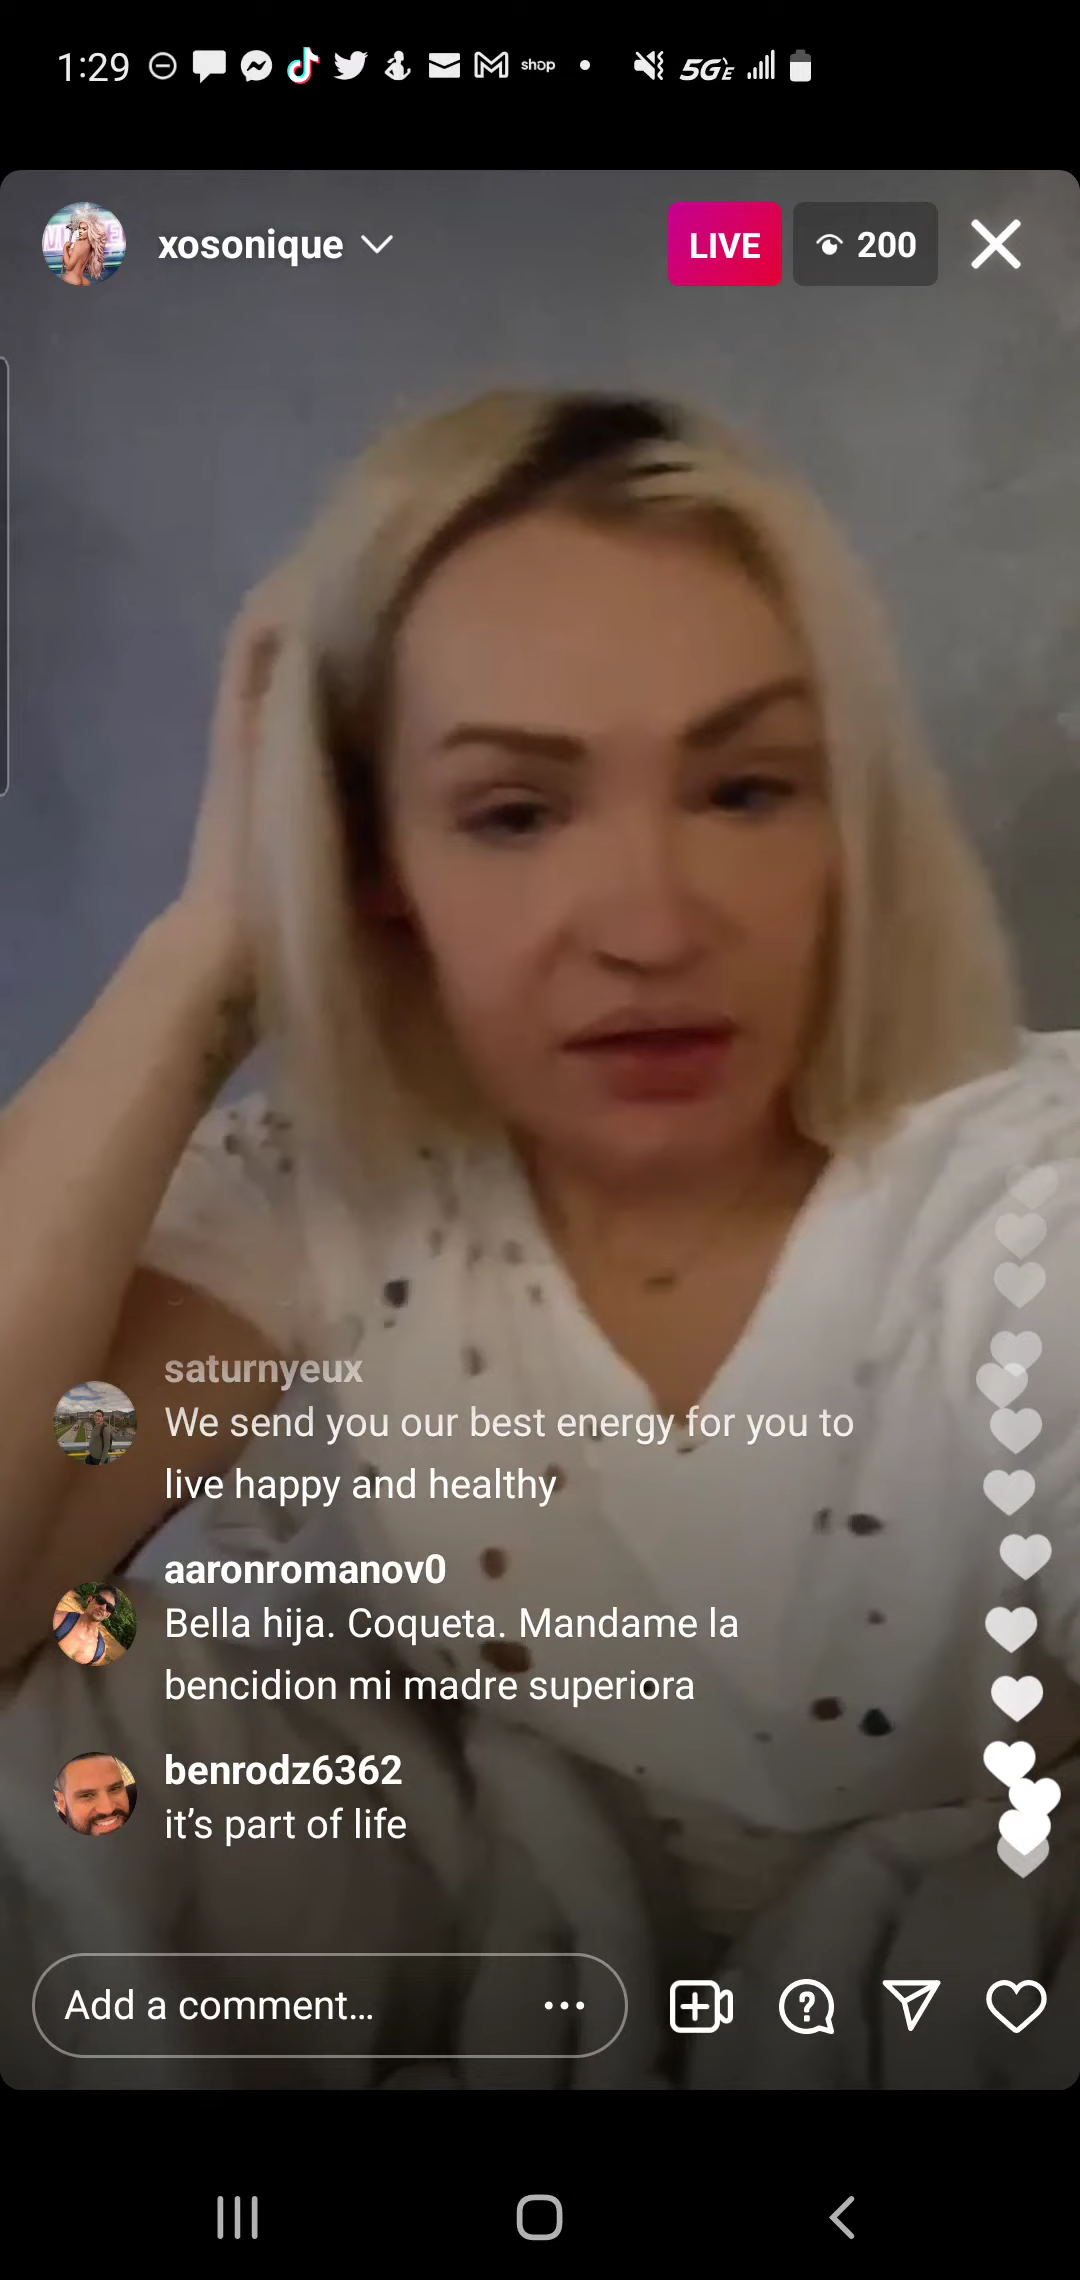 1:29 shop 5GE
xosonique LIVE 200
saturnyeux
We send you our best energy for you to
live happy and healthy
aaronromanov0
Bella hija. Coqueta. Mandame la
bencidion mi madre superiora
benrodz6362
it’s part of life
Add a comment...